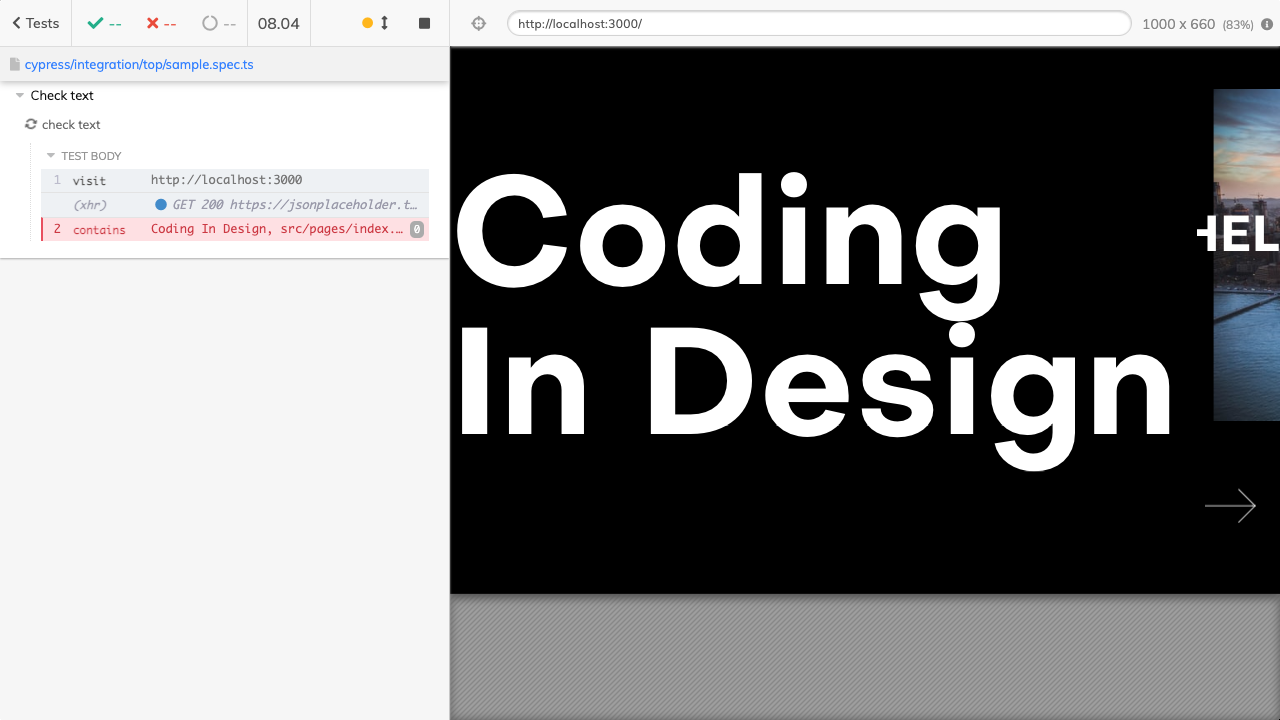 Tests
--
--
--
08.04
http://localhost:3000/
1000 x 660 (83%)
cypress/integration/top/sample.spec.ts
Check text
check text
TEST BODY
1 visit http://localhost:3000
(xhr) GET 200 https://jsonplaceholder.t…
2 contains Coding In Design, src/pages/index.… 0
Coding
In Design
HEL